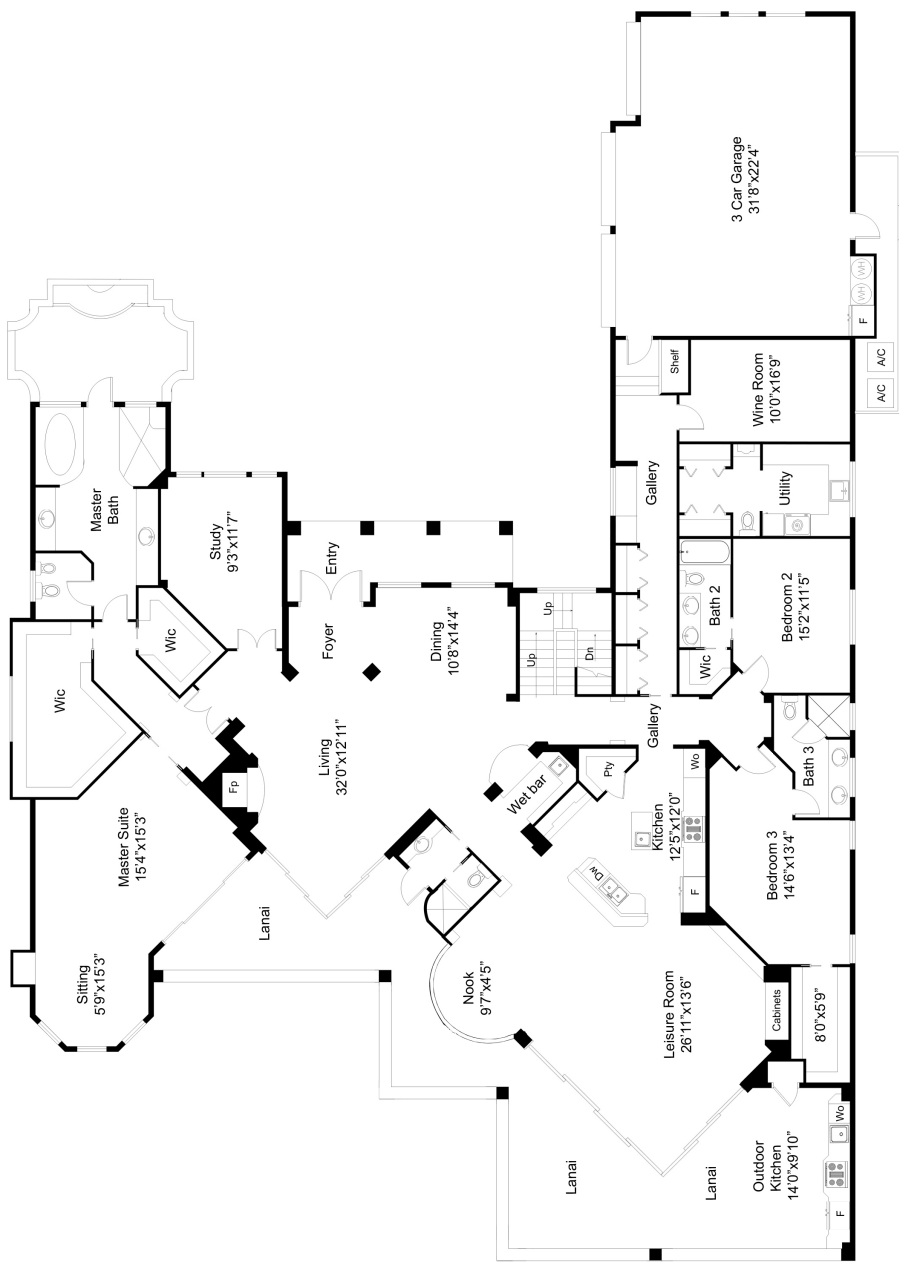 3 Car Garage
31'8"x22'4"
WH
WH
F
A/C
A/C
Shelf
Wine Room
10'0"x16'9"
Gallery
Utility
Master
Bath
Study
9'3"x11'7"
Entry
Foyer
Dining
10'8"x14'4"
Up
Up
Dn
Bath 2
Bedroom 2
15'2"x11'5"
Wic
Wic
Wic
Gallery
Living
32'0"x12'11"
Fp
Wet bar
Pty
Wo
Bath 3
Kitchen
12'5"x12'0"
Dw
F
Bedroom 3
14'6"x13'4"
Master Suite
15'4"x15'3"
Sitting
5'9"x15'3"
Lanai
Nook
9'7"x4'5"
Leisure Room
26'11"x13'6"
Cabinets
8'0"x5'9"
Lanai
Lanai
Outdoor
Kitchen
14'0"x9'10"
Wo
F